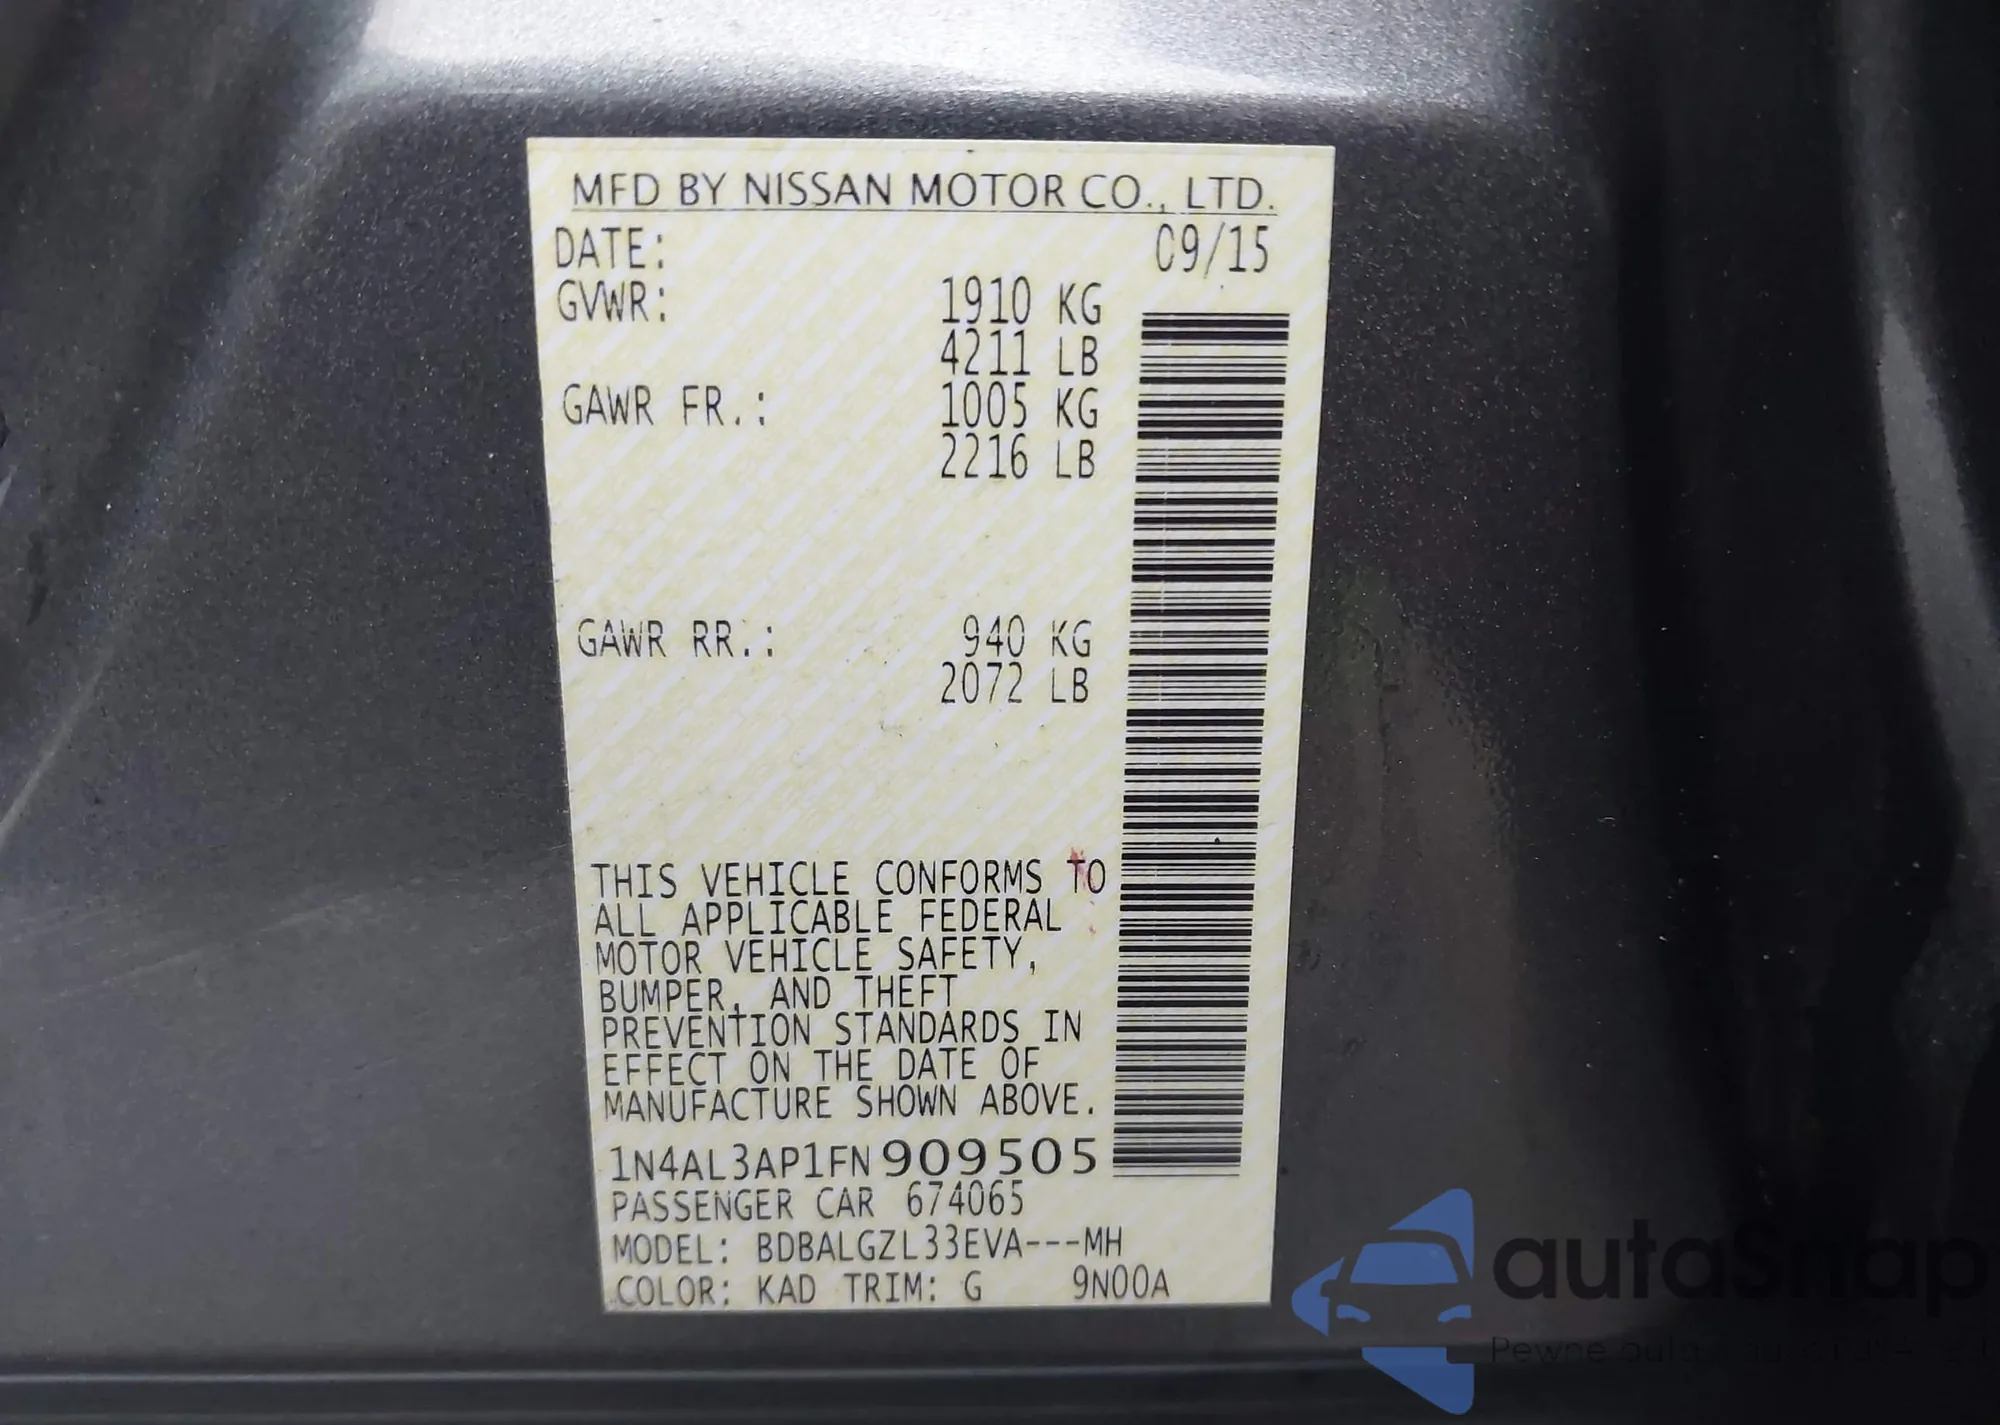 MFD BY NISSAN MOTOR CO., LTD.
DATE: 09/15
GVWR: 1910 KG
4211 LB
GAWR FR.: 1005 KG
2216 LB
GAWR RR.: 940 KG
2072 LB
THIS VEHICLE CONFORMS TO
ALL APPLICABLE FEDERAL
MOTOR VEHICLE SAFETY,
BUMPER, AND THEFT
PREVENTION STANDARDS IN
EFFECT ON THE DATE OF
MANUFACTURE SHOWN ABOVE.
1N4AL3AP1FN909505
PASSENGER CAR 674065
MODEL: BDBALGZL33EVA---MH
COLOR: KAD TRIM: G 9N00A
autaSnap
Pewne auta